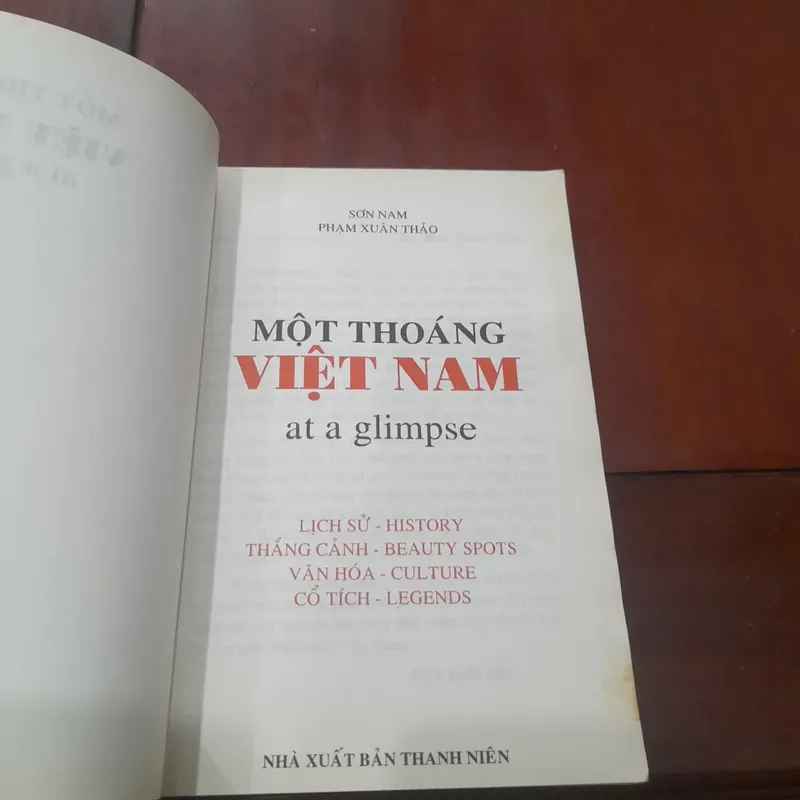 SƠN NAM
PHẠM XUÂN THẢO
MỘT THOÁNG
VIỆT NAM
at a glimpse
LỊCH SỬ - HISTORY
THẮNG CẢNH - BEAUTY SPOTS
VĂN HÓA - CULTURE
CỔ TÍCH - LEGENDS
NHÀ XUẤT BẢN THANH NIÊN